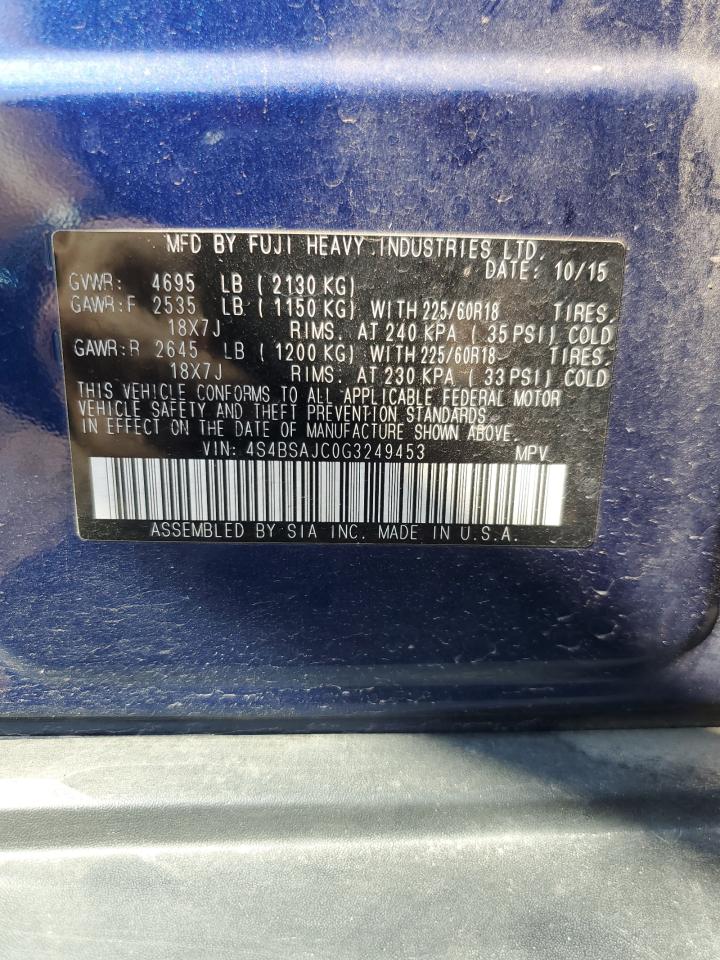 MFD BY FUJI HEAVY INDUSTRIES LTD.
DATE: 10/15
GVWR: 4695 LB ( 2130 KG)
GAWR:F 2535 LB ( 1150 KG) WITH 225/60R18 TIRES.
18X7J RIMS. AT 240 KPA ( 35 PSI) COLD
GAWR:R 2645 LB ( 1200 KG) WITH 225/60R18 TIRES.
18X7J RIMS. AT 230 KPA ( 33 PSI) COLD
THIS VEHICLE CONFORMS TO ALL APPLICABLE FEDERAL MOTOR
VEHICLE SAFETY AND THEFT PREVENTION STANDARDS
IN EFFECT ON THE DATE OF MANUFACTURE SHOWN ABOVE.
VIN: 4S4BSAJC0G3249453 MPV
ASSEMBLED BY SIA INC. MADE IN U.S.A.